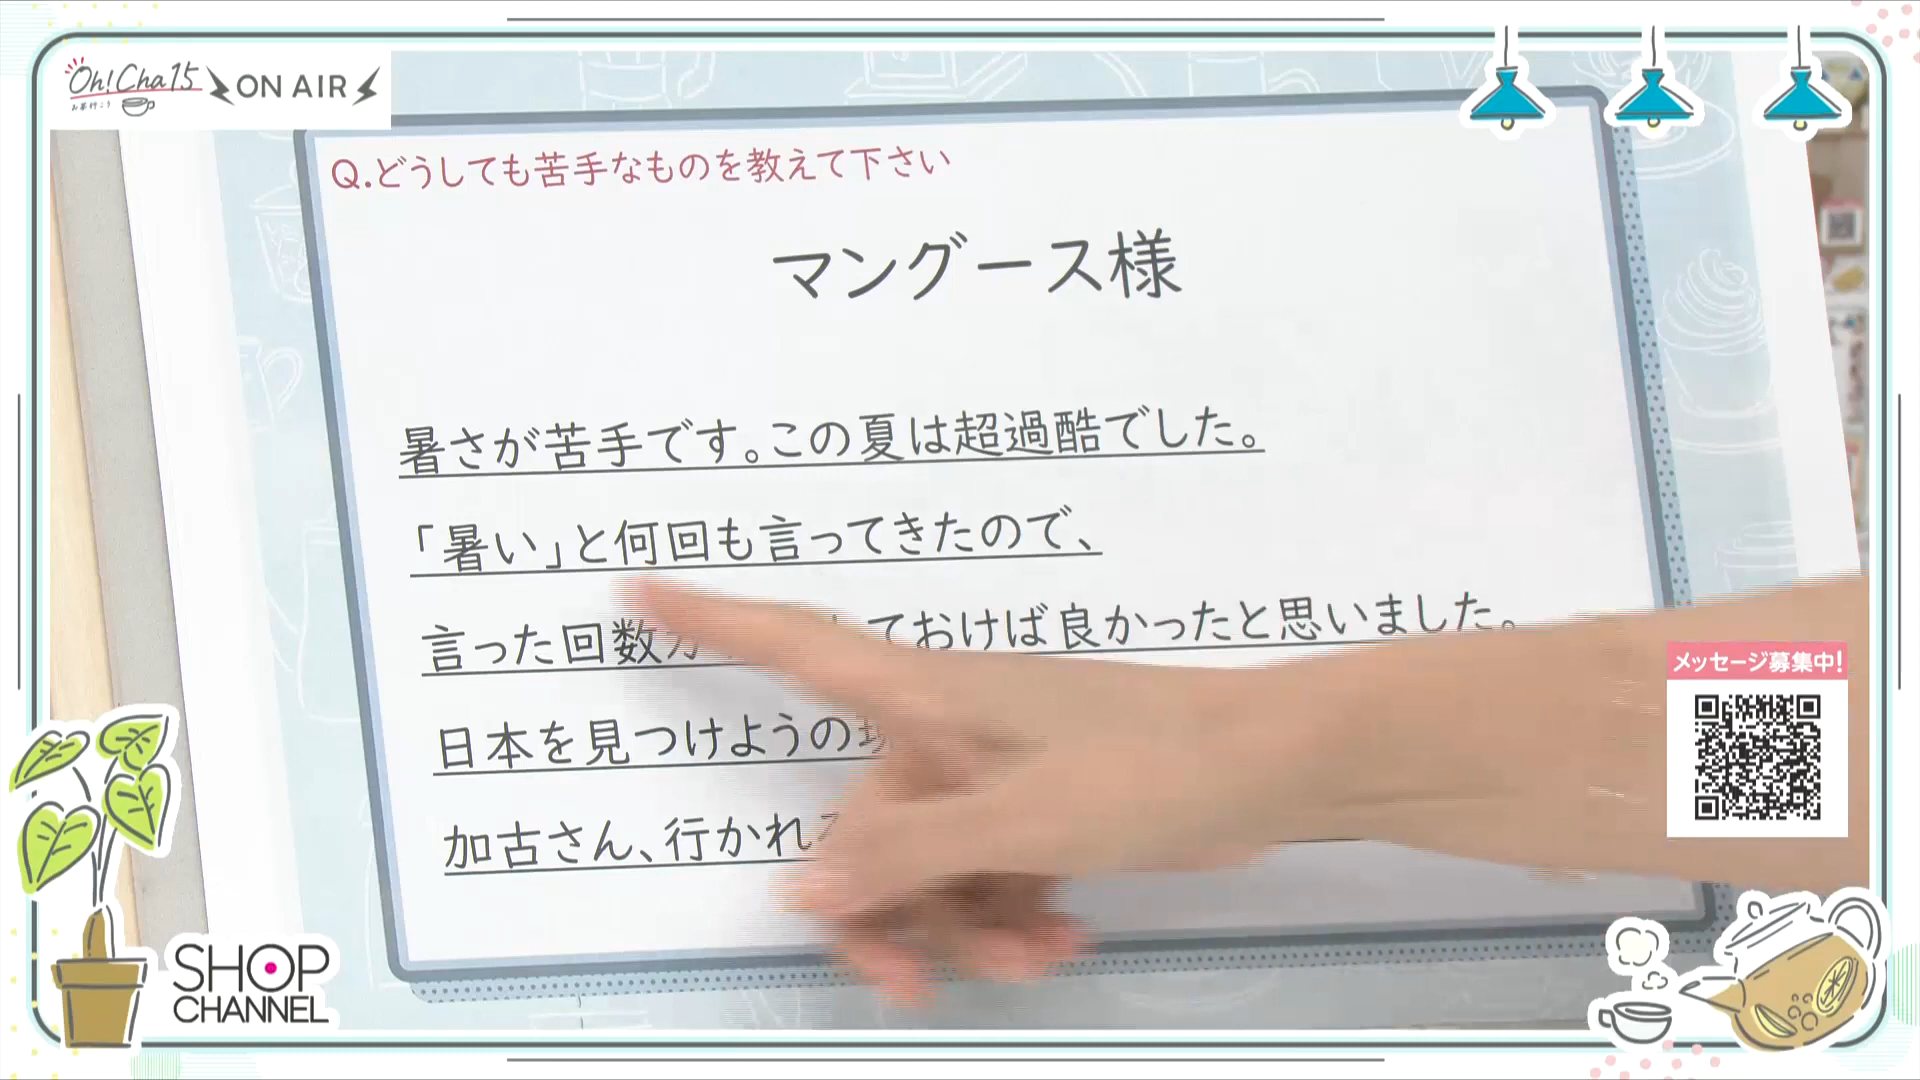 Oh!Cha15
お茶行こう
ON AIR
Q.どうしても苦手なものを教えて下さい
マングース様
暑さが苦手です。この夏は超過酷でした。
「暑い」と何回も言ってきたので、
言った回数 ておけば良かったと思いました。
日本を見つけようの
加古さん、行かれ
メッセージ募集中!
SHOP
CHANNEL